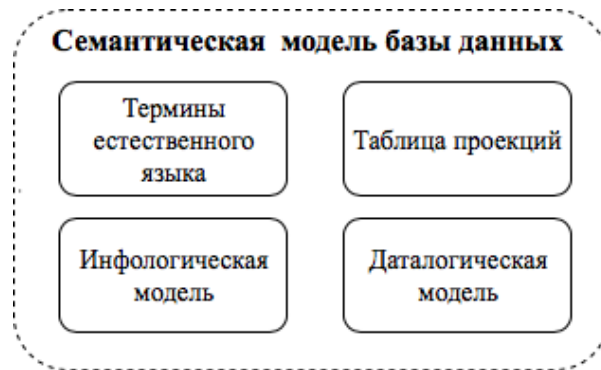 Семантическая модель базы данных
Термины
естественного
языка
Таблица проекций
Инфологическая
модель
Даталогическая
модель